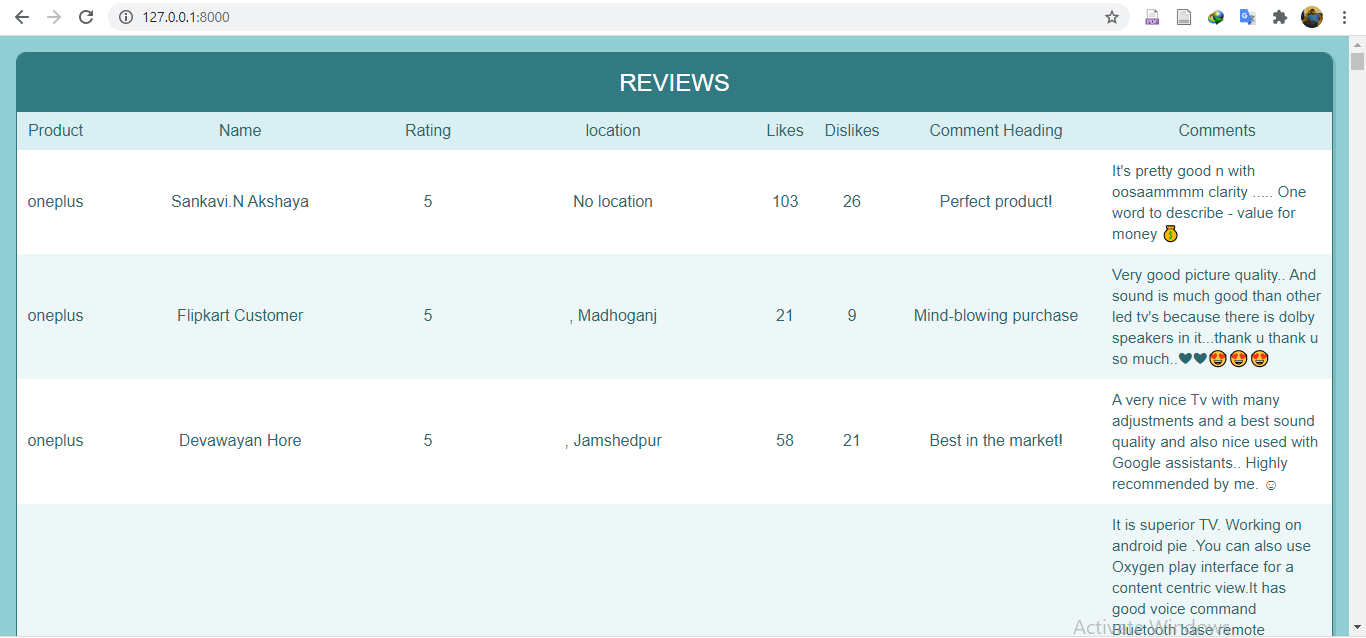 127.0.0.1:8000
REVIEWS
Product Name Rating location Likes Dislikes Comment Heading Comments
oneplus Sankavi.N Akshaya 5 No location 103 26 Perfect product!
It's pretty good n with
oosaammmm clarity ..... One
word to describe - value for
money 💰
oneplus Flipkart Customer 5 , Madhoganj 21 9 Mind-blowing purchase
Very good picture quality.. And
sound is much good than other
led tv's because there is dolby
speakers in it...thank u thank u
so much..♥♥😍😍😍
oneplus Devawayan Hore 5 , Jamshedpur 58 21 Best in the market!
A very nice Tv with many
adjustments and a best sound
quality and also nice used with
Google assistants.. Highly
recommended by me. ☺
It is superior TV. Working on
android pie .You can also use
Oxygen play interface for a
content centric view.It has
good voice command
Bluetooth base remote
Activate Windows